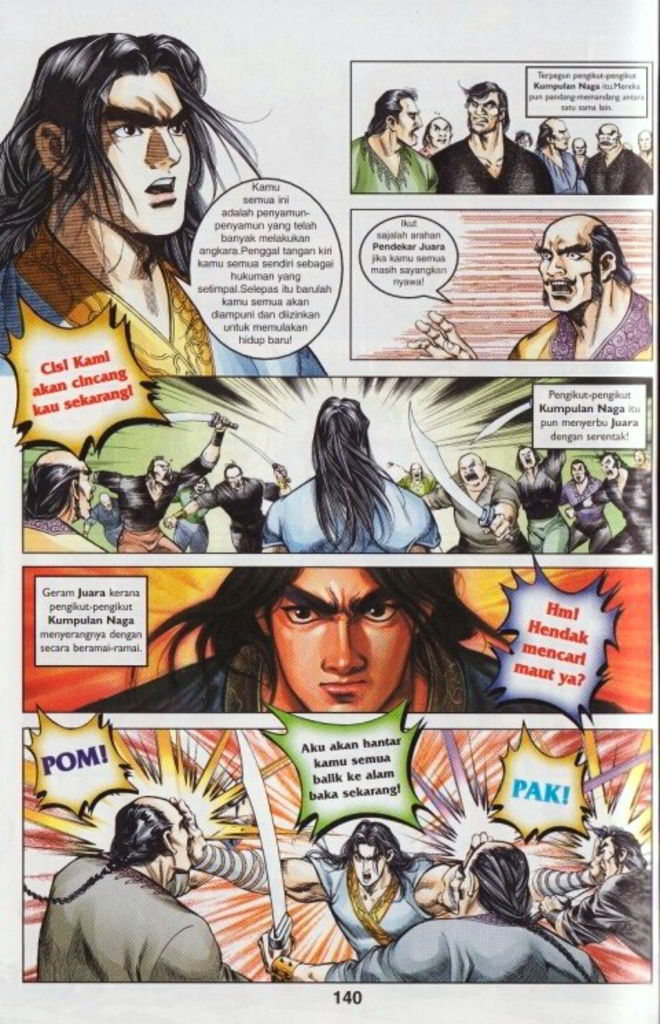 Kamu
semua ini
adalah penyamun-
penyamun yang telah
banyak melakukan
angkara.Penggal tangan kiri
kamu semua sendiri sebagai
hukuman yang
setimpal.Selepas itu barulah
kamu semua akan
diampuni dan diizinkan
untuk memulakan
hidup baru!
Terpegun pengikut-pengikut
Kumpulan Naga itu.Mereka
pun pandang-memandang antara
satu sama lain.
Ikut
sajalah arahan
Pendekar Juara
jika kamu semua
masih sayangkan
nyawa!
Cis! Kami
akan cincang
kau sekarang!
Pengikut-pengikut
Kumpulan Naga itu
pun menyerbu Juara
dengan serentak!
Geram Juara kerana
pengikut-pengikut
Kumpulan Naga
menyerangnya dengan
secara beramai-ramai.
Hm!
Hendak
mencari
maut ya?
POM!
Aku akan hantar
kamu semua
balik ke alam
baka sekarang!
PAK!
140